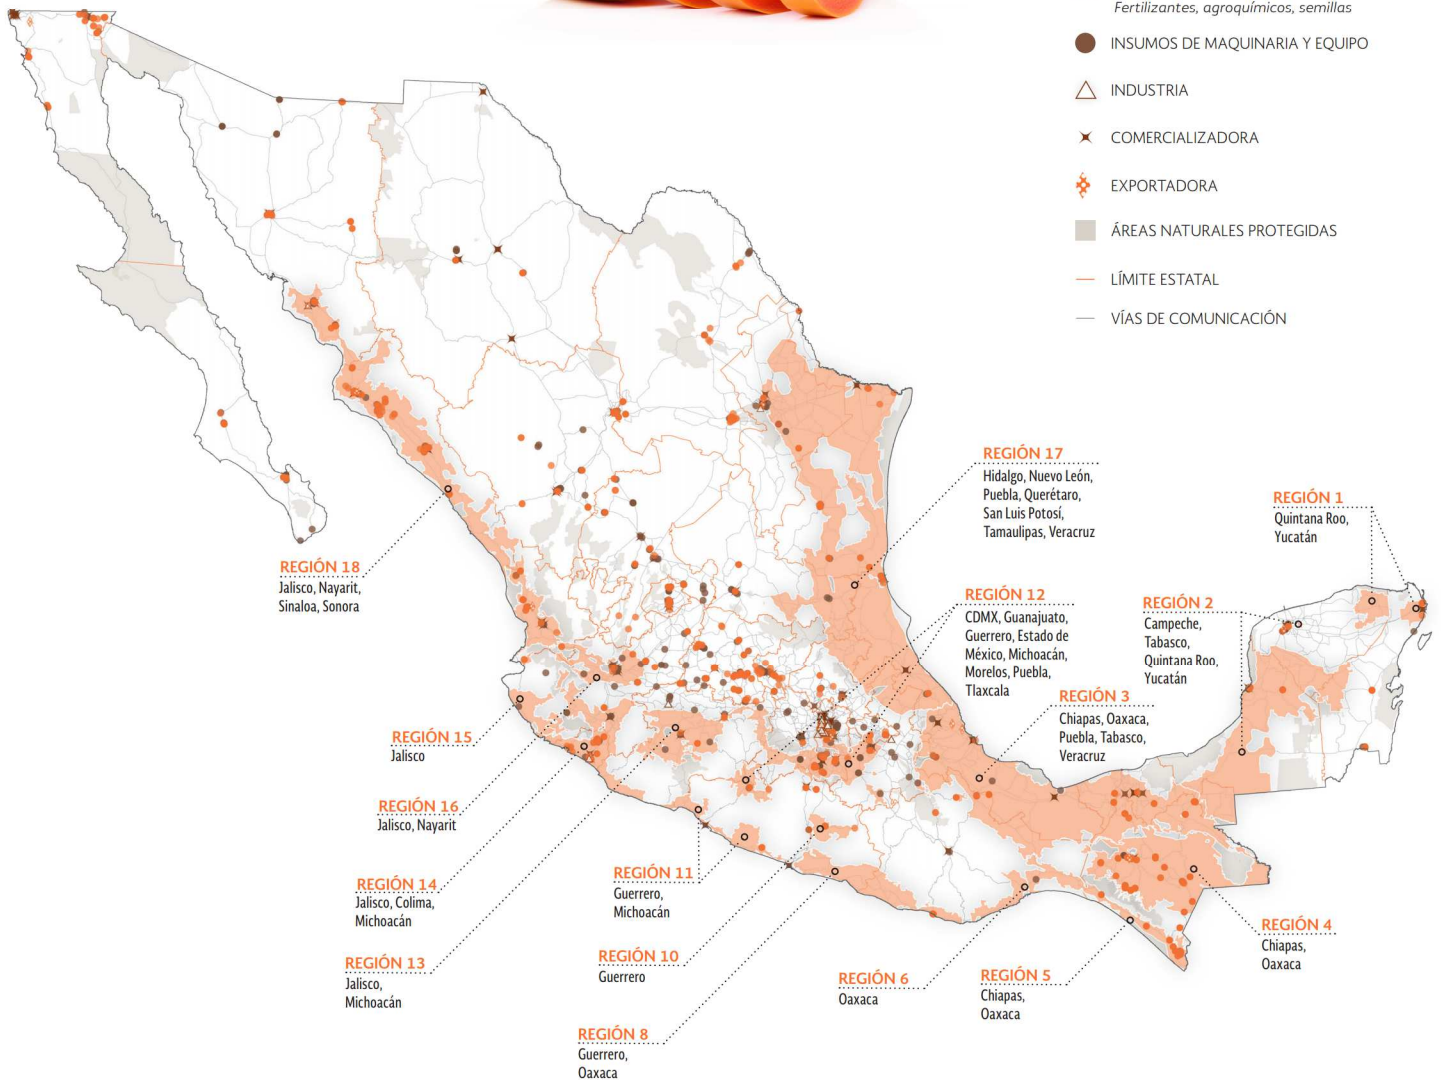 Fertilizantes, agroquímicos, semillas
INSUMOS DE MAQUINARIA Y EQUIPO
INDUSTRIA
COMERCIALIZADORA
EXPORTADORA
ÁREAS NATURALES PROTEGIDAS
LÍMITE ESTATAL
VÍAS DE COMUNICACIÓN
REGIÓN 17
Hidalgo, Nuevo León,
Puebla, Querétaro,
San Luis Potosí,
Tamaulipas, Veracruz
REGIÓN 1
Quintana Roo,
Yucatán
REGIÓN 18
Jalisco, Nayarit,
Sinaloa, Sonora
REGIÓN 12
CDMX, Guanajuato,
Guerrero, Estado de
México, Michoacán,
Morelos, Puebla,
Tlaxcala
REGIÓN 2
Campeche,
Tabasco,
Quintana Roo,
Yucatán
REGIÓN 3
Chiapas, Oaxaca,
Puebla, Tabasco,
Veracruz
REGIÓN 15
Jalisco
REGIÓN 16
Jalisco, Nayarit
REGIÓN 14
Jalisco, Colima,
Michoacán
REGIÓN 11
Guerrero,
Michoacán
REGIÓN 4
Chiapas,
Oaxaca
REGIÓN 13
Jalisco,
Michoacán
REGIÓN 10
Guerrero
REGIÓN 6
Oaxaca
REGIÓN 5
Chiapas,
Oaxaca
REGIÓN 8
Guerrero,
Oaxaca